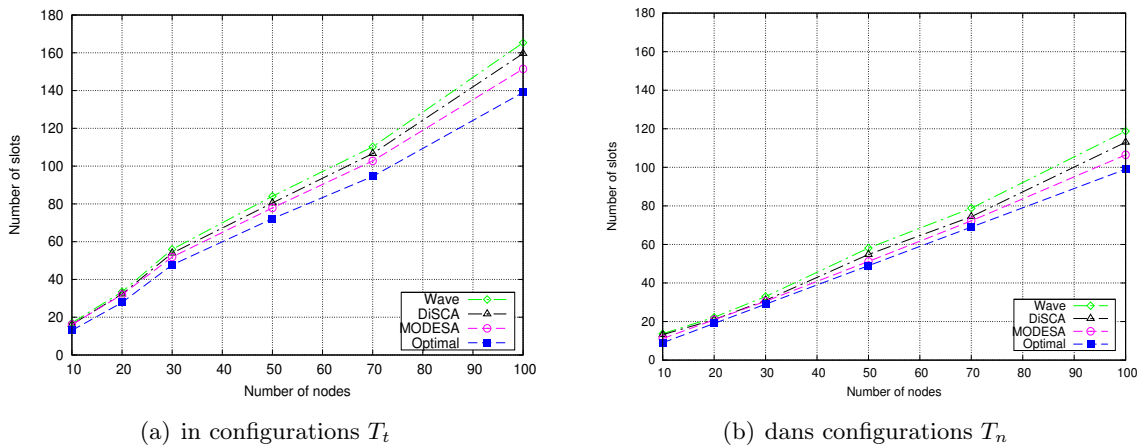 180
160
140
120
100
80
60
40
20
0
Number of slots
10 20 30 40 50 60 70 80 90 100
Number of nodes
Wave
DiSCA
MODESA
Optimal
(a) in configurations T_t
180
160
140
120
100
80
60
40
20
0
Number of slots
10 20 30 40 50 60 70 80 90 100
Number of nodes
Wave
DiSCA
MODESA
Optimal
(b) dans configurations T_n